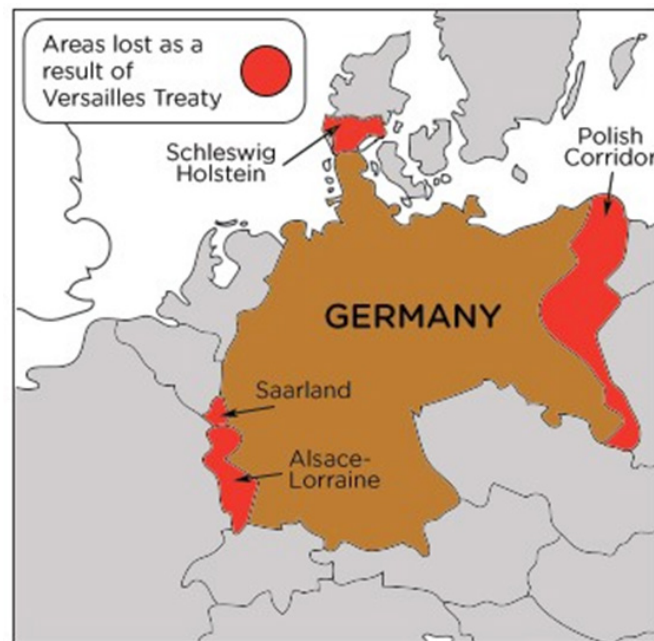 Areas lost as a
result of
Versailles Treaty
Schleswig
Holstein
Polish
Corridor
GERMANY
Saarland
Alsace-
Lorraine